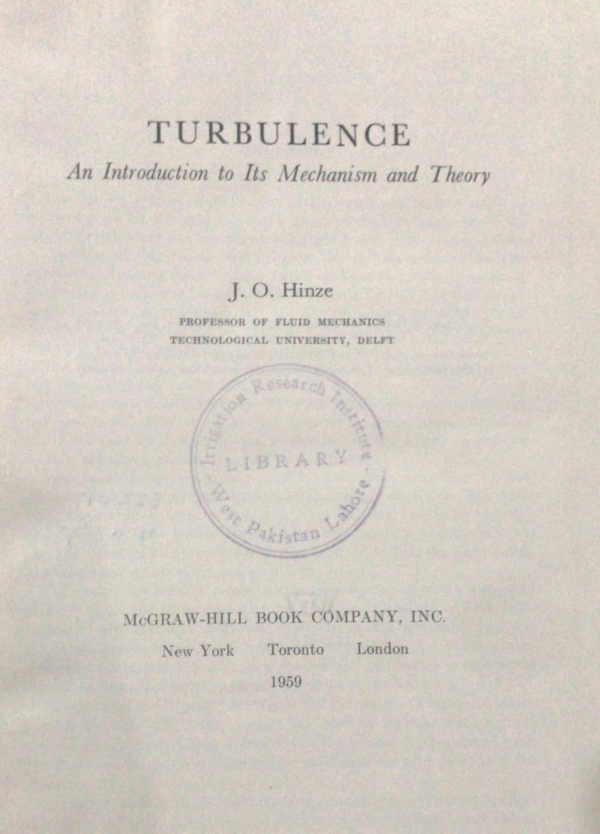 TURBULENCE
An Introduction to Its Mechanism and Theory
J. O. Hinze
PROFESSOR OF FLUID MECHANICS
TECHNOLOGICAL UNIVERSITY, DELFT
Irrigation Research Institute
LIBRARY
West Pakistan Lahore
McGRAW-HILL BOOK COMPANY, INC.
New York Toronto London
1959